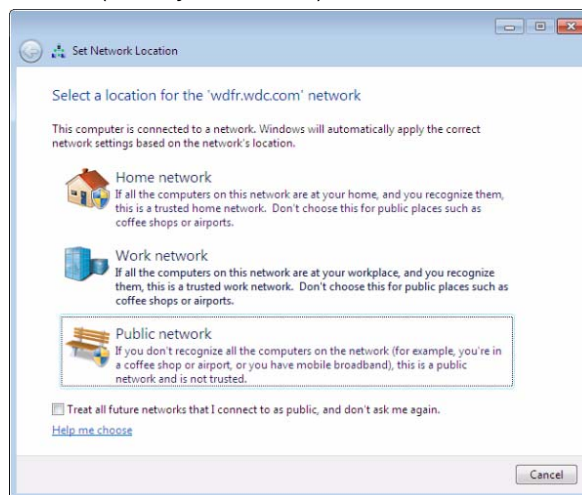 Set Network Location
Select a location for the 'wdfr.wdc.com' network
This computer is connected to a network. Windows will automatically apply the correct
network settings based on the network's location.
Home network
If all the computers on this network are at your home, and you recognize them,
this is a trusted home network.  Don't choose this for public places such as
coffee shops or airports.
Work network
If all the computers on this network are at your workplace, and you recognize
them, this is a trusted work network.  Don't choose this for public places such as
coffee shops or airports.
Public network
If you don't recognize all the computers on the network (for example, you're in
a coffee shop or airport, or you have mobile broadband), this is a public
network and is not trusted.
Treat all future networks that I connect to as public, and don't ask me again.
Help me choose
Cancel